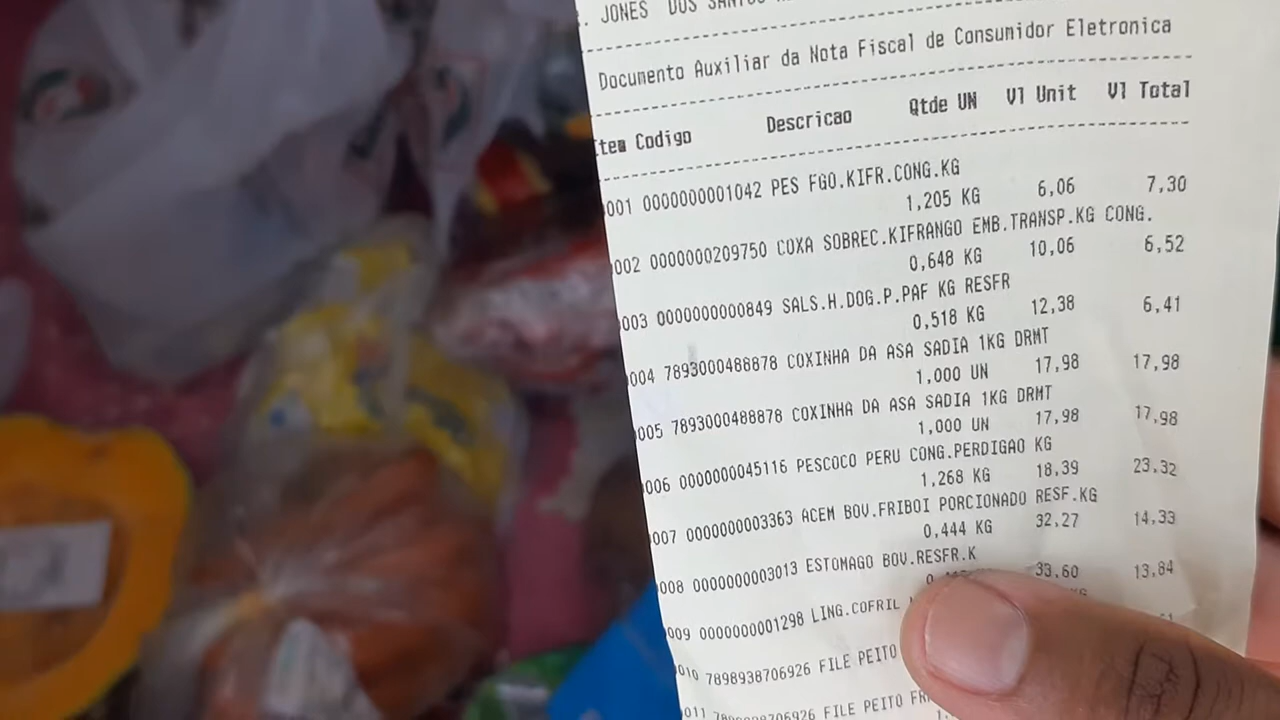 JONES DOS SANTOS
Documento Auxiliar da Nota Fiscal de Consumidor Eletronica
Item Codigo Descricao Qtde UN Vl Unit Vl Total
001 0000000001042 PES FGO.KIFR.CONG.KG
1,205 KG 6,06 7,30
002 0000000209750 COXA SOBREC.KIFRANGO EMB.TRANSP.KG CONG.
0,648 KG 10,06 6,52
003 0000000000849 SALS.H.DOG.P.PAF KG RESFR
0,518 KG 12,38 6,41
004 7893000488878 COXINHA DA ASA SADIA 1KG DRMT
1,000 UN 17,98 17,98
005 7893000488878 COXINHA DA ASA SADIA 1KG DRMT
1,000 UN 17,98 17,98
006 0000000045116 PESCOCO PERU CONG.PERDIGAO KG
1,268 KG 18,39 23,32
007 0000000003363 ACEM BOV.FRIBOI PORCIONADO RESF.KG
0,444 KG 32,27 14,33
008 0000000003013 ESTOMAGO BOV.RESFR.K
33,60 13,84
009 0000000001298 LING.COFRIL
010 7898938706926 FILE PEITO
011 FILE PEITO